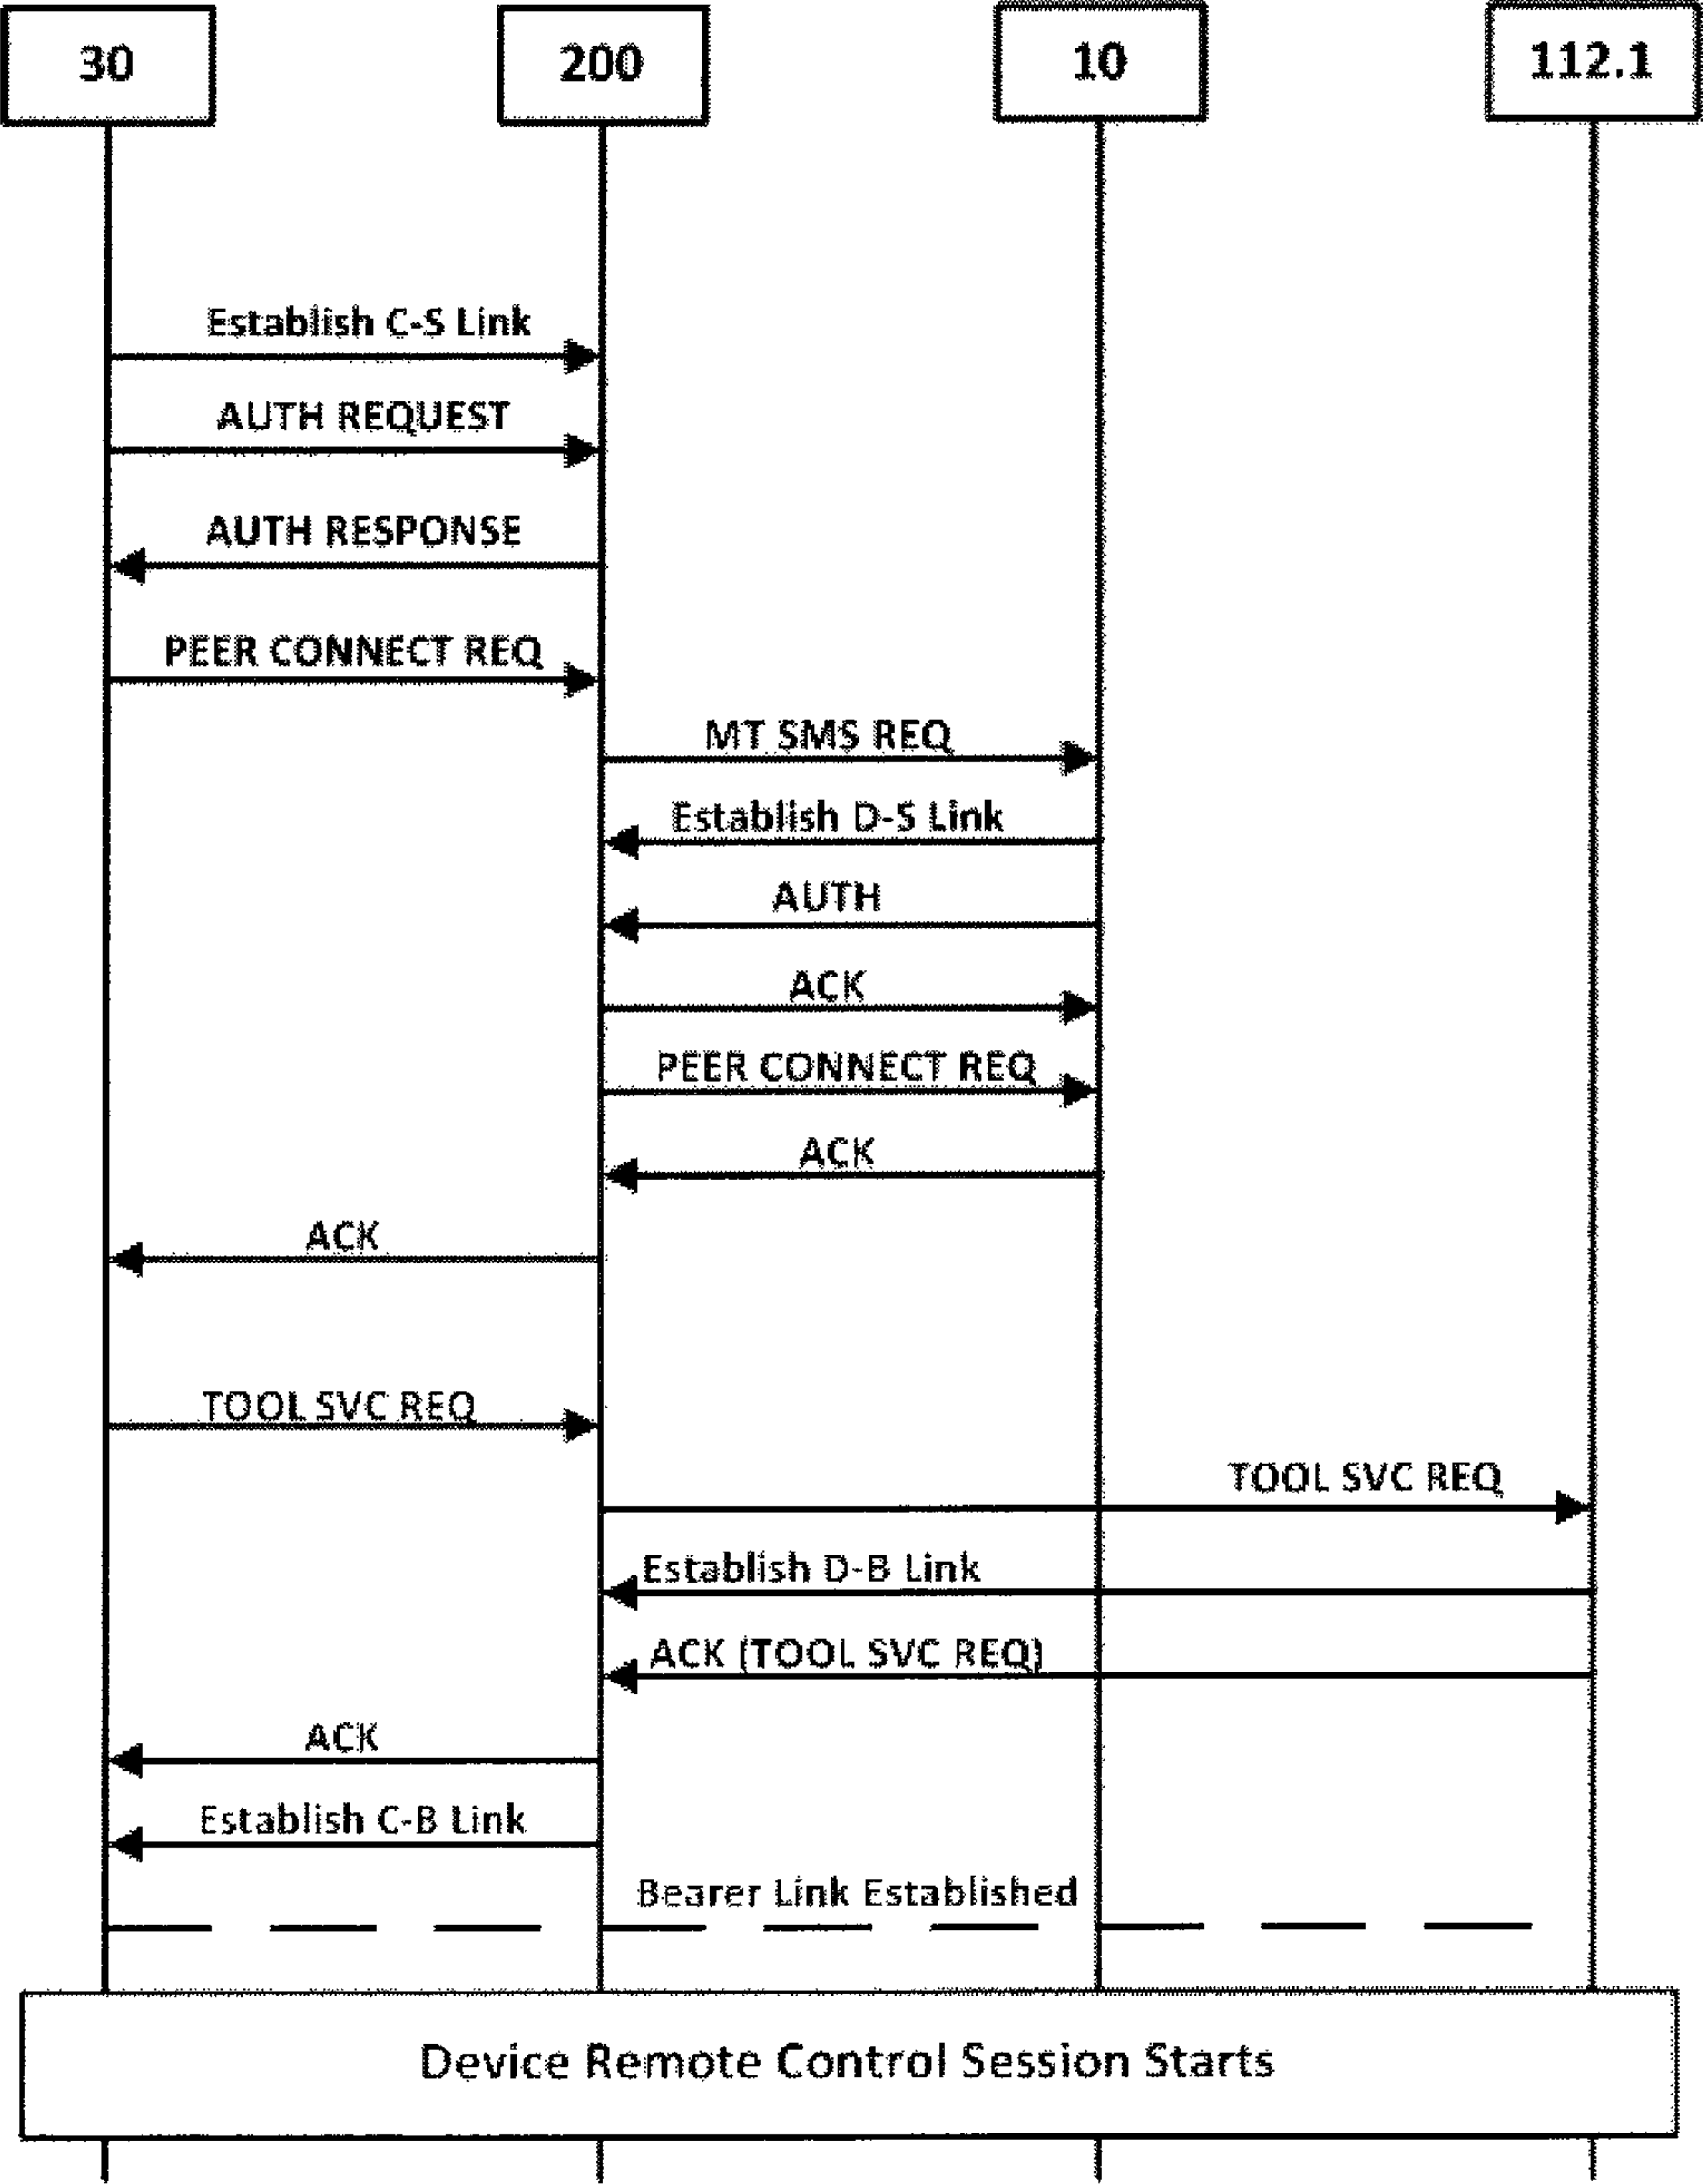 30
200
10
112.1
Establish C-S Link
AUTH REQUEST
AUTH RESPONSE
PEER CONNECT REQ
MT SMS REQ
Establish D-S Link
AUTH
ACK
PEER CONNECT REQ
ACK
ACK
TOOL SVC REQ
TOOL SVC REQ
Establish D-B Link
ACK (TOOL SVC REQ)
ACK
Establish C-B Link
Bearer Link Established
Device Remote Control Session Starts